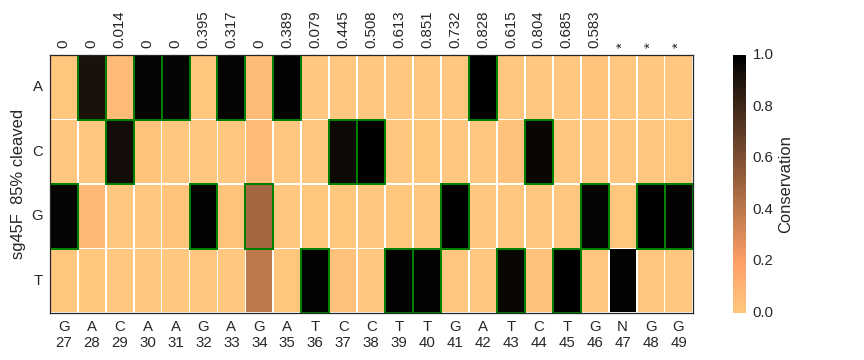 0 0 0.014 0 0 0.395 0.317 0 0.389 0.079 0.445 0.508 0.613 0.851 0.732 0.828 0.615 0.804 0.685 0.583 * * *
sg45F 85% cleaved
A
C
G
T
G A C A A G A G A T C C T T G A T C T G N G G
27 28 29 30 31 32 33 34 35 36 37 38 39 40 41 42 43 44 45 46 47 48 49
1.0
0.8
0.6
0.4
0.2
0.0
Conservation